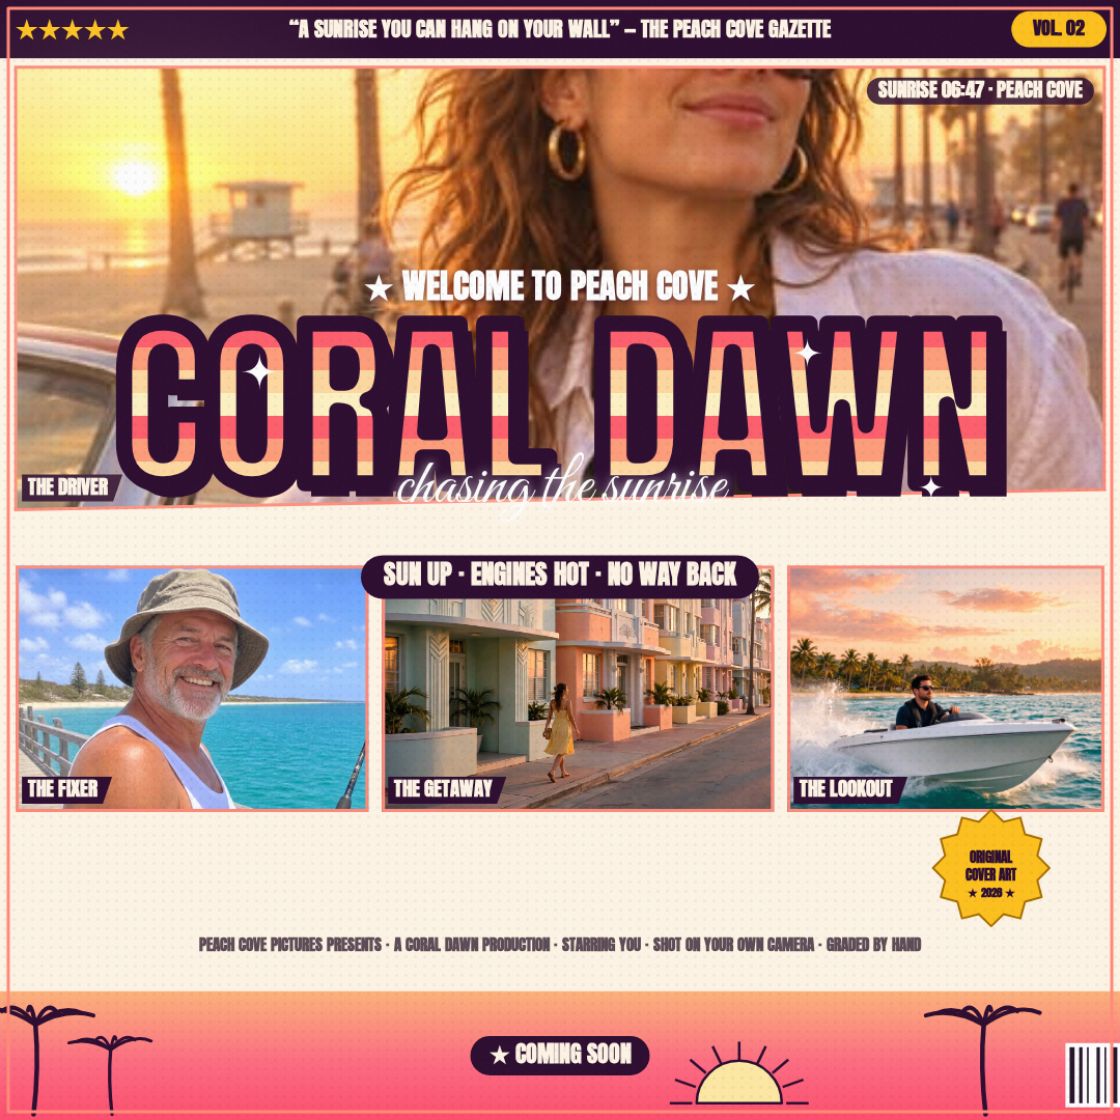 ★★★★★
“A SUNRISE YOU CAN HANG ON YOUR WALL” – THE PEACH COVE GAZETTE
VOL. 02
SUNRISE 06:47 · PEACH COVE
★ WELCOME TO PEACH COVE ★
CORAL DAWN
chasing the sunrise
THE DRIVER
SUN UP · ENGINES HOT · NO WAY BACK
THE FIXER
THE GETAWAY
THE LOOKOUT
ORIGINAL
COVER ART
★ 2026 ★
PEACH COVE PICTURES PRESENTS · A CORAL DAWN PRODUCTION · STARRING YOU · SHOT ON YOUR OWN CAMERA · GRADED BY HAND
★ COMING SOON